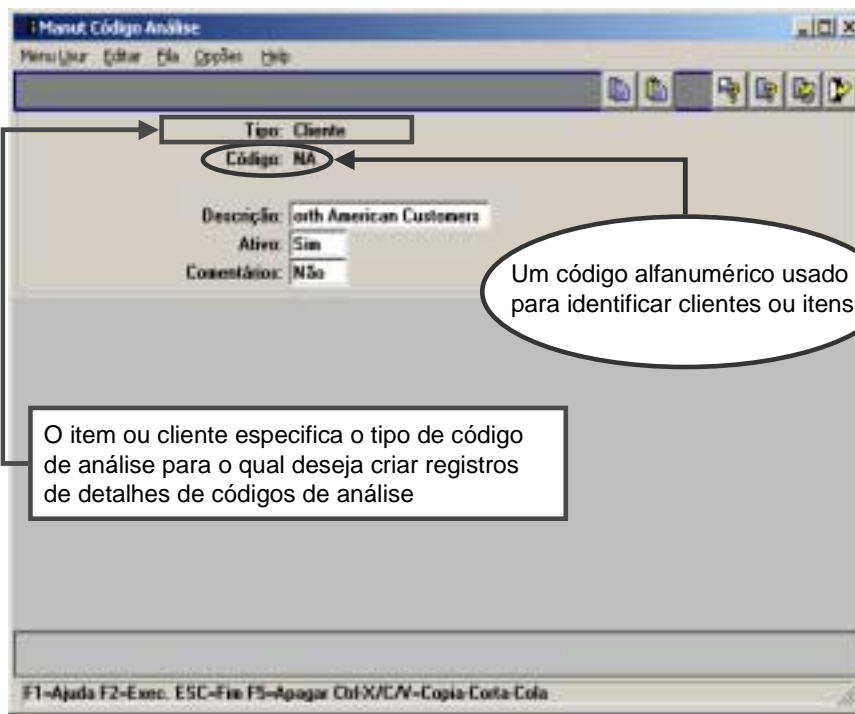 Manut Código Análise
Menu Usur Editar Fila Opções Help
Tipo: Cliente
Código: NA
Descrição: orth American Customers
Ativo: Sim
Comentários: Não
Um código alfanumérico usado
para identificar clientes ou itens
O item ou cliente especifica o tipo de código
de análise para o qual deseja criar registros
de detalhes de códigos de análise
F1=Ajuda F2=Exec. ESC=Fim F5=Apagar Ctrl-X/C/V=Copia-Corta-Cola